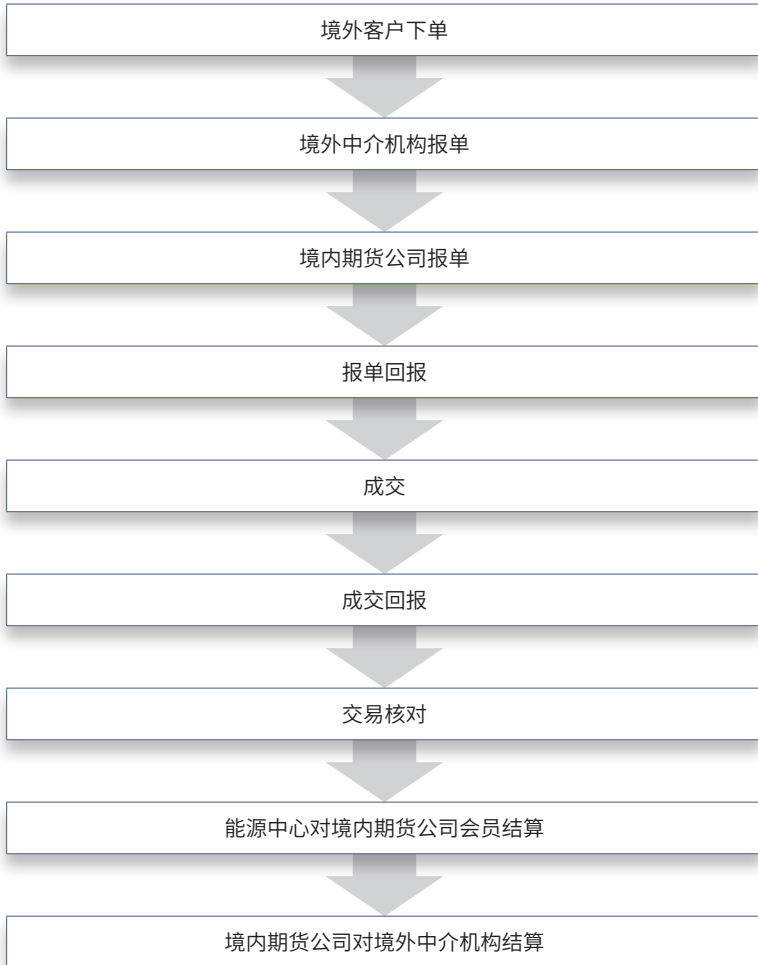 境外客户下单
境外中介机构报单
境内期货公司报单
报单回报
成交
成交回报
交易核对
能源中心对境内期货公司会员结算
境内期货公司对境外中介机构结算